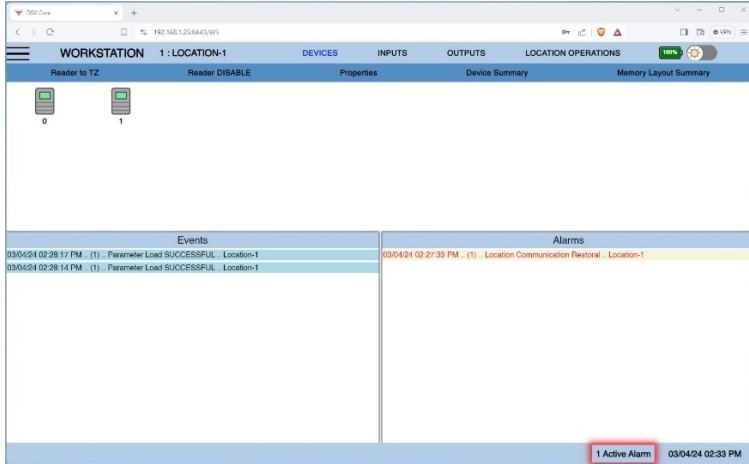 DSX Core
192.168.1.25:8443/WS
VPN
WORKSTATION 1 : LOCATION-1 DEVICES INPUTS OUTPUTS LOCATION OPERATIONS 100%
Reader to TZ Reader DISABLE Properties Device Summary Memory Layout Summary
0 1
Events
03/04/24 02:28:17 PM .. (1) .. Parameter Load SUCCESSFUL .. Location-1
03/04/24 02:28:14 PM .. (1) .. Parameter Load SUCCESSFUL .. Location-1
Alarms
03/04/24 02:27:33 PM .. (1) .. Location Communication Restoral .. Location-1
1 Active Alarm 03/04/24 02:33 PM